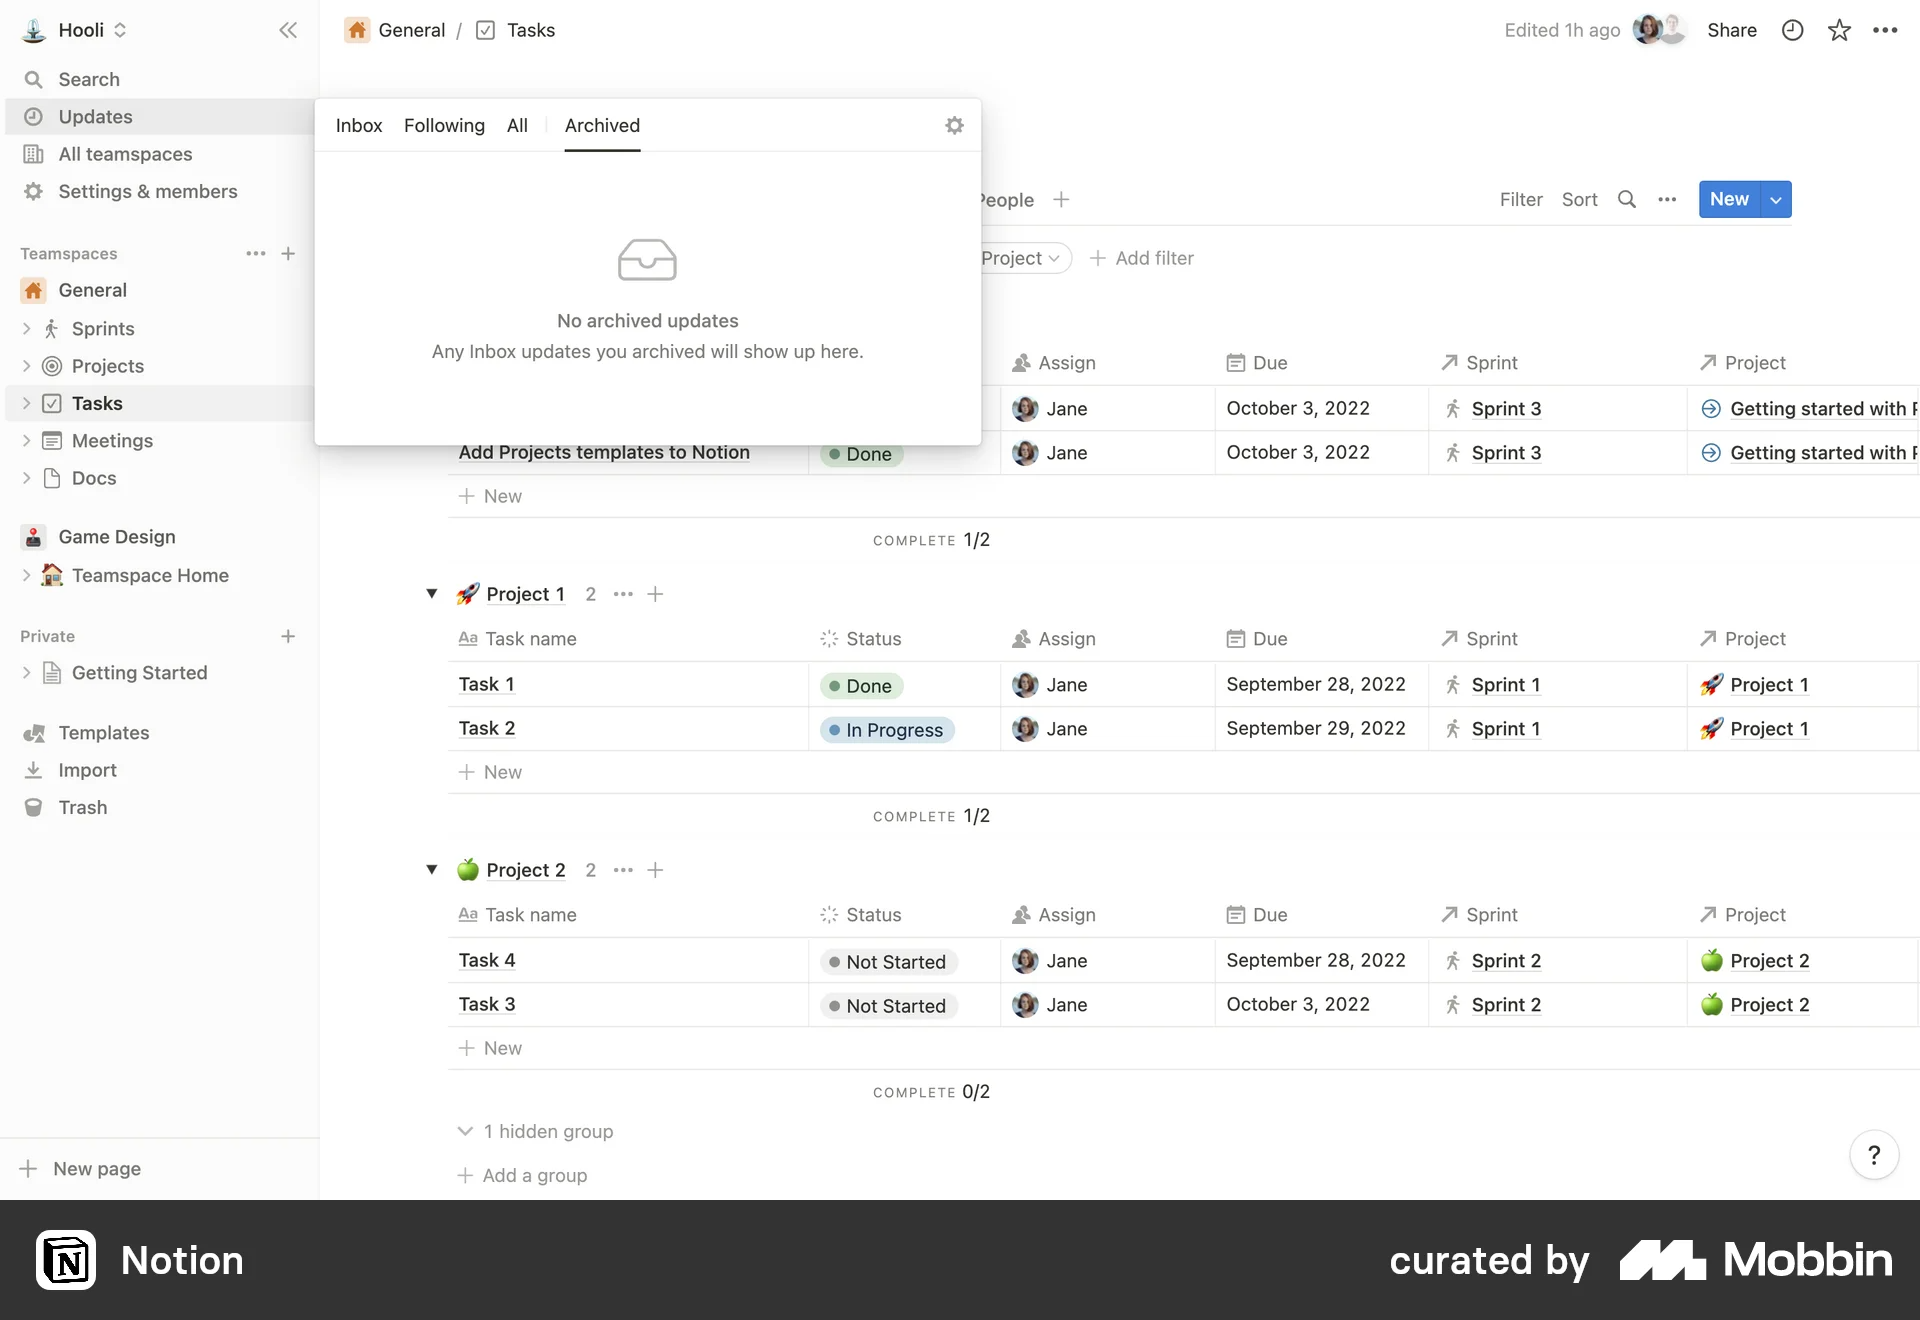 Hooli
General / Tasks
Edited 1h ago
Share
Search
Updates
All teamspaces
Settings & members
Teamspaces
General
Sprints
Projects
Tasks
Meetings
Docs
Game Design
Teamspace Home
Private
Getting Started
Templates
Import
Trash
New page
Inbox Following All Archived
No archived updates
Any Inbox updates you archived will show up here.
People
Filter Sort New
Project Add filter
Assign Due Sprint Project
Jane October 3, 2022 Sprint 3 Getting started with
Add Projects templates to Notion Done Jane October 3, 2022 Sprint 3 Getting started with
New
COMPLETE 1/2
Project 1 2
Aa Task name Status Assign Due Sprint Project
Task 1 Done Jane September 28, 2022 Sprint 1 Project 1
Task 2 In Progress Jane September 29, 2022 Sprint 1 Project 1
New
COMPLETE 1/2
Project 2 2
Aa Task name Status Assign Due Sprint Project
Task 4 Not Started Jane September 28, 2022 Sprint 2 Project 2
Task 3 Not Started Jane October 3, 2022 Sprint 2 Project 2
New
COMPLETE 0/2
1 hidden group
Add a group
?
N Notion
curated by Mobbin